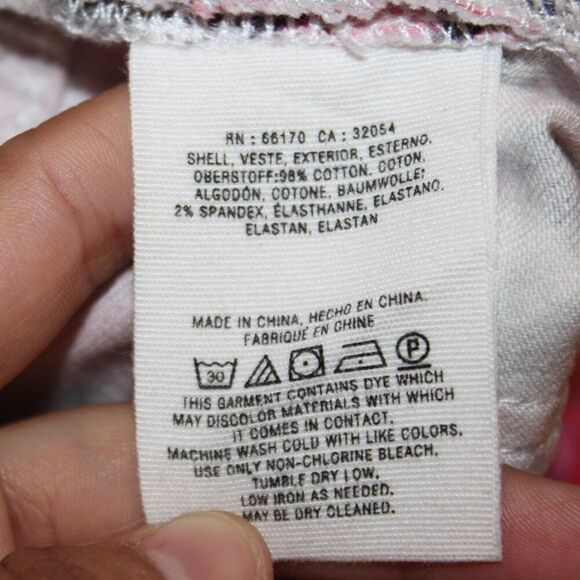 RN : 66170 CA : 32054
SHELL, VESTE, EXTERIOR, ESTERNO,
OBERSTOFF:98% COTTON, COTON,
ALGODÓN, COTONE, BAUMWOLLE;
2% SPANDEX, ÉLASTHANNE, ELASTANO,
ELASTAN, ELASTAN
MADE IN CHINA, HECHO EN CHINA,
FABRIQUÉ EN CHINE
30 P
THIS GARMENT CONTAINS DYE WHICH
MAY DISCOLOR MATERIALS WITH WHICH
IT COMES IN CONTACT.
MACHINE WASH COLD WITH LIKE COLORS.
USE ONLY NON-CHLORINE BLEACH.
TUMBLE DRY LOW.
LOW IRON AS NEEDED.
MAY BE DRY CLEANED.